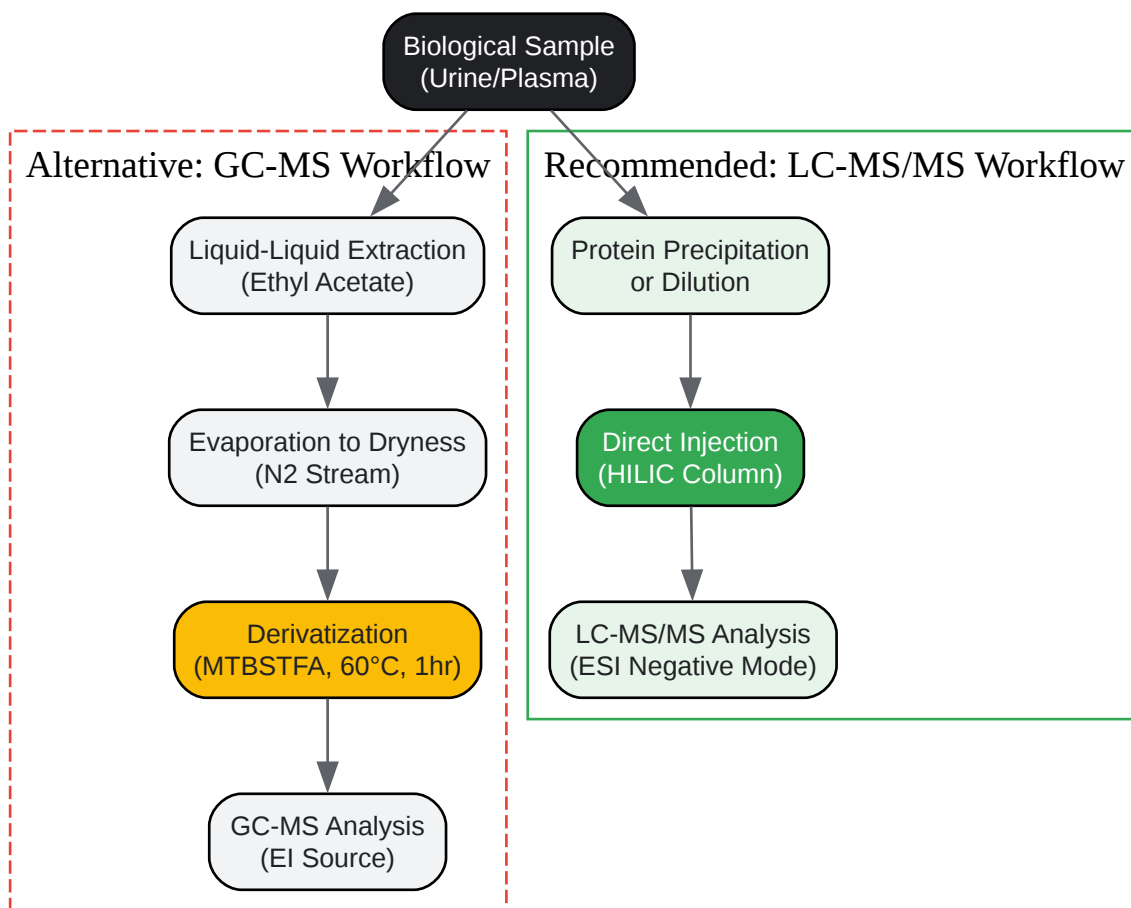 Biological Sample
(Urine/Plasma)
Alternative: GC-MS Workflow
Liquid-Liquid Extraction
(Ethyl Acetate)
Evaporation to Dryness
(N2 Stream)
Derivatization
(MTBSTFA, 60°C, 1hr)
GC-MS Analysis
(EI Source)
Recommended: LC-MS/MS Workflow
Protein Precipitation
or Dilution
Direct Injection
(HILIC Column)
LC-MS/MS Analysis
(ESI Negative Mode)